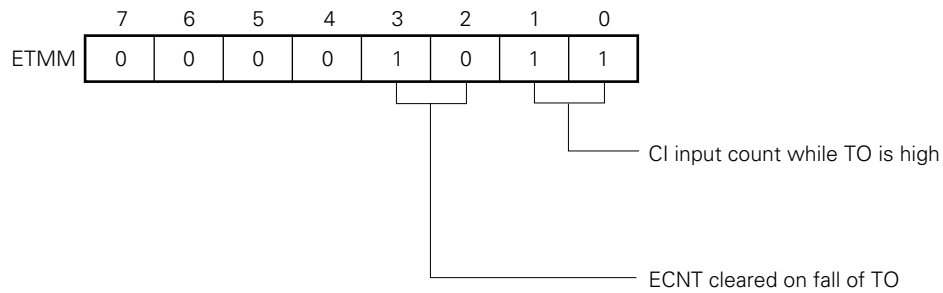 7 6 5 4 3 2 1 0
ETMM 0 0 0 0 1 0 1 1
CI input count while TO is high
ECNT cleared on fall of TO